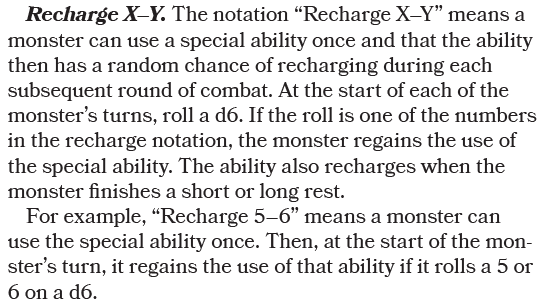 Recharge X–Y. The notation “Recharge X–Y” means a
monster can use a special ability once and that the ability
then has a random chance of recharging during each
subsequent round of combat. At the start of each of the
monster’s turns, roll a d6. If the roll is one of the numbers
in the recharge notation, the monster regains the use of
the special ability. The ability also recharges when the
monster finishes a short or long rest.
For example, “Recharge 5–6” means a monster can
use the special ability once. Then, at the start of the mon-
ster’s turn, it regains the use of that ability if it rolls a 5 or
6 on a d6.